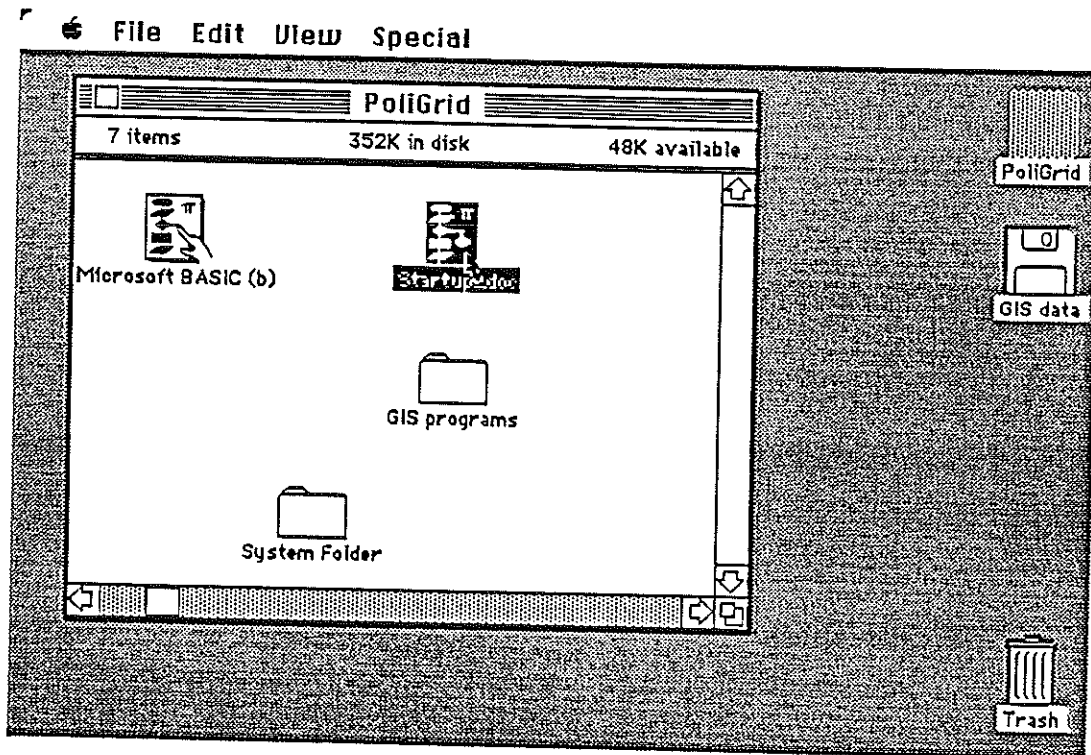 File Edit View Special
PoliGrid
7 items 352K in disk 48K available
PoliGrid
Microsoft BASIC (b)
GIS data
GIS programs
System Folder
Trash